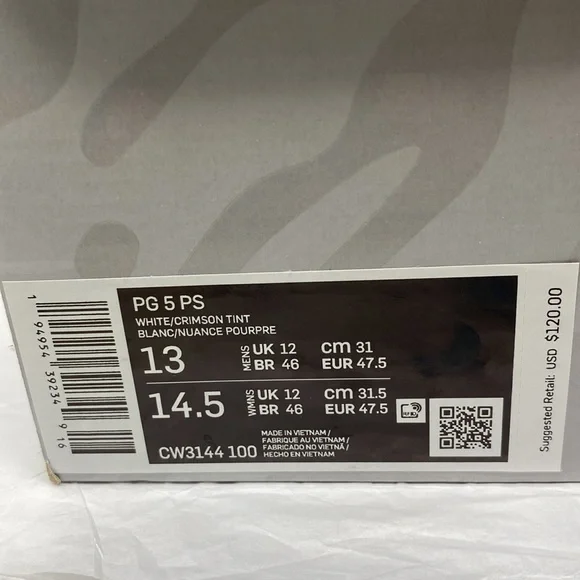 PG 5 PS
WHITE/CRIMSON TINT
BLANC/NUANCE POURPRE
13 MENS UK 12 CM 31
BR 46 EUR 47.5
14.5 WMNS UK 12 CM 31.5
BR 46 EUR 47.5
CW3144 100
MADE IN VIETNAM /
FABRIQUE AU VIETNAM /
FABRICADO NO VIETNÃ /
HECHO EN VIETNAM
1 94954 39234 9 16
Suggested Retail: USD $120.00